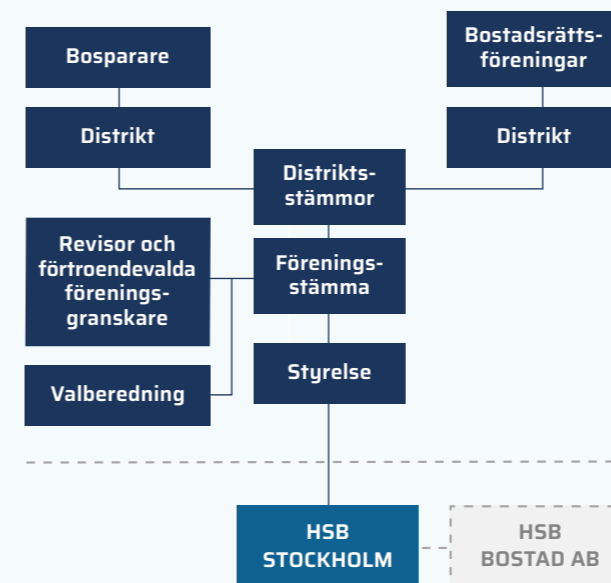 Bosparare
Bostadsrätts-
föreningar
Distrikt
Distrikt
Distrikts-
stämmor
Revisor och
förtroendevalda
förenings-
granskare
Förenings-
stämma
Valberedning
Styrelse
HSB
STOCKHOLM
HSB
BOSTAD AB